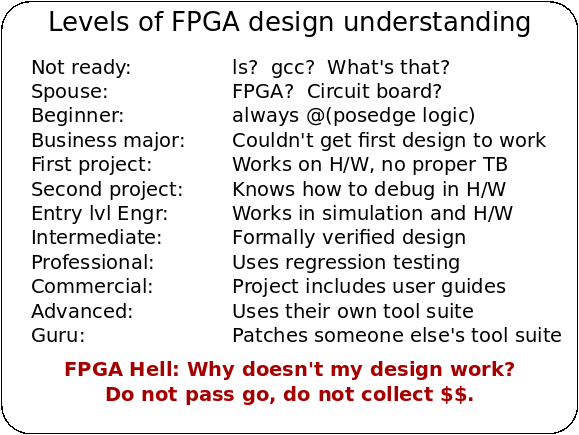 Levels of FPGA design understanding
Not ready: ls? gcc? What's that?
Spouse: FPGA? Circuit board?
Beginner: always @(posedge logic)
Business major: Couldn't get first design to work
First project: Works on H/W, no proper TB
Second project: Knows how to debug in H/W
Entry lvl Engr: Works in simulation and H/W
Intermediate: Formally verified design
Professional: Uses regression testing
Commercial: Project includes user guides
Advanced: Uses their own tool suite
Guru: Patches someone else's tool suite
FPGA Hell: Why doesn't my design work?
Do not pass go, do not collect $$.